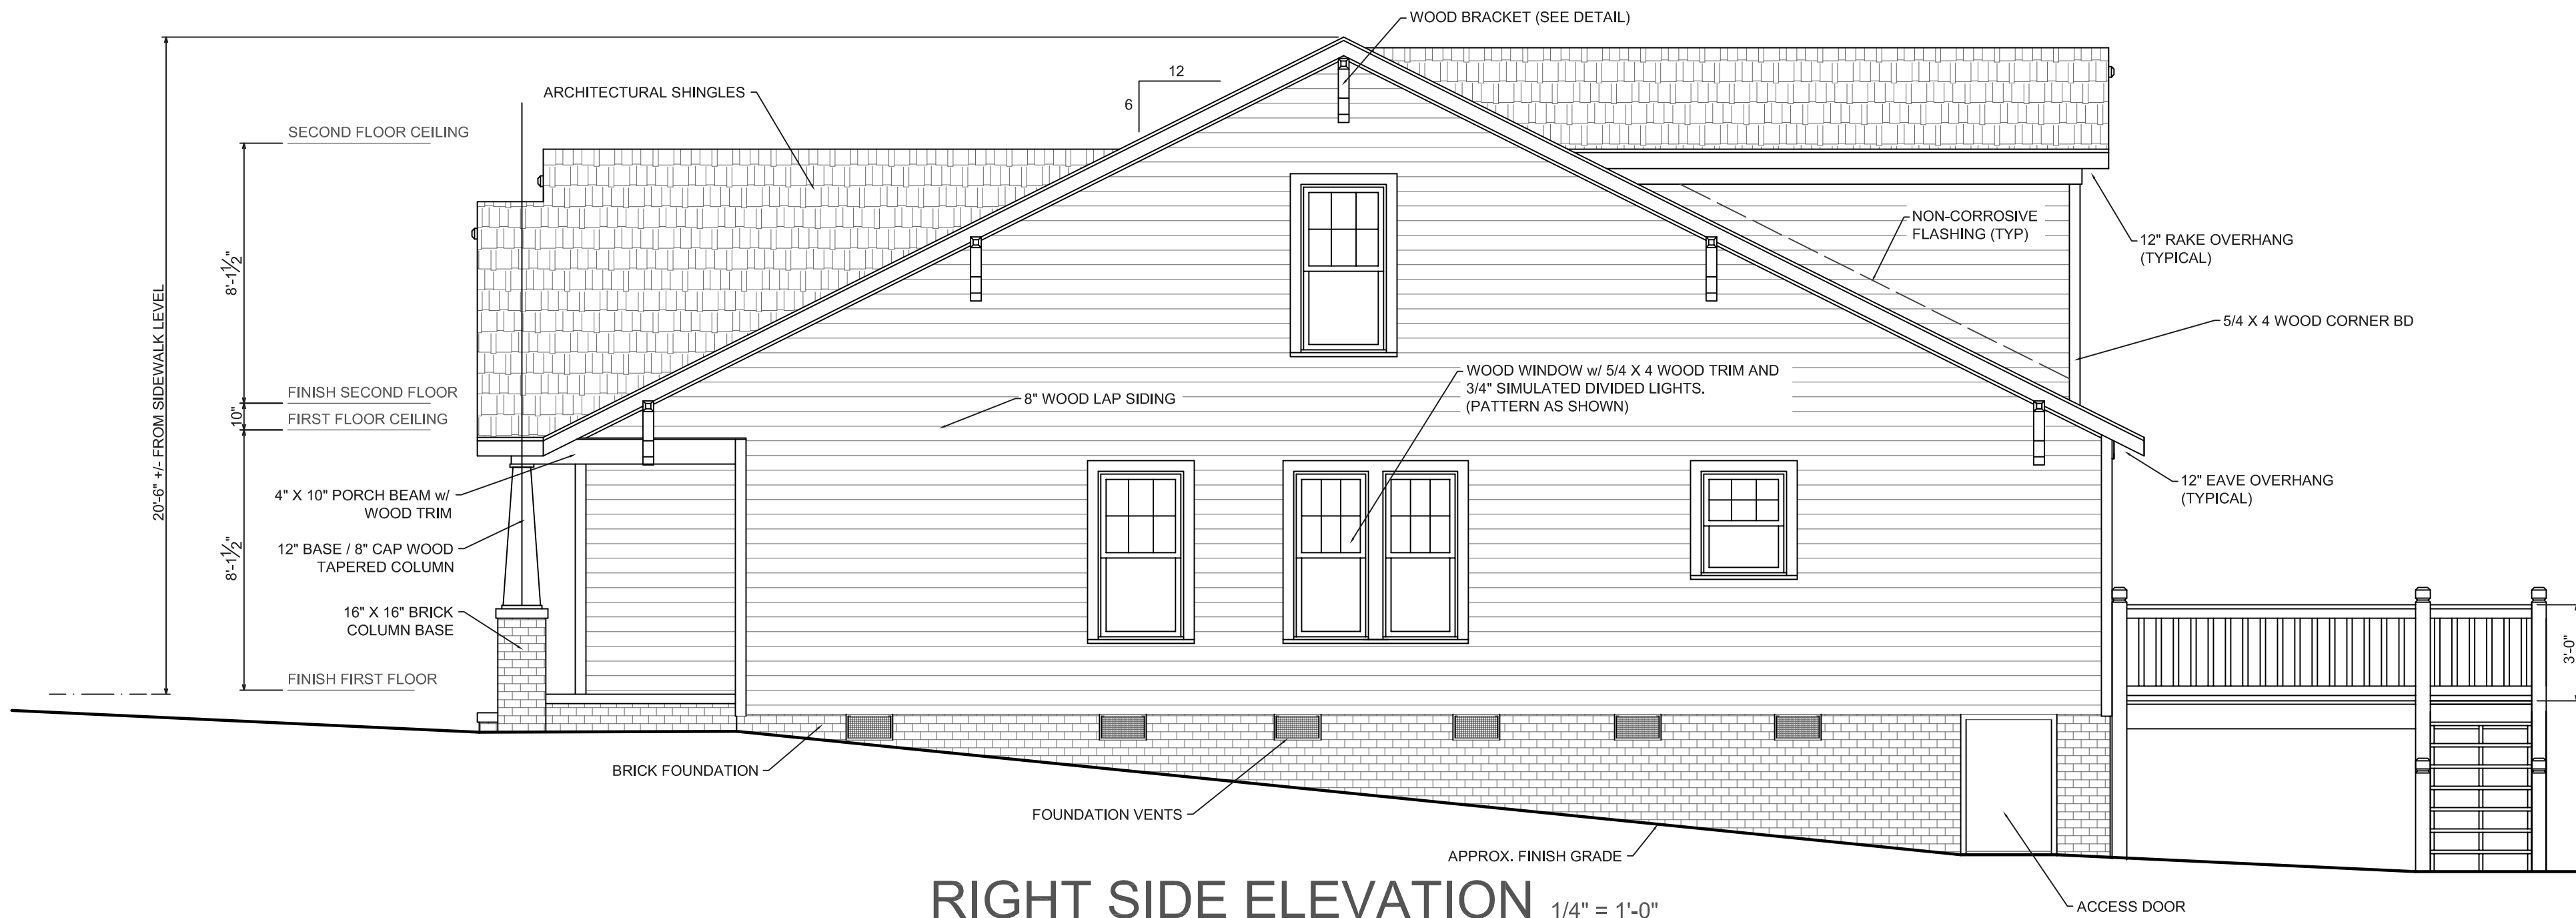 WOOD BRACKET (SEE DETAIL)
12
6
ARCHITECTURAL SHINGLES
SECOND FLOOR CEILING
8'-1 1/2"
20'-6" +/- FROM SIDEWALK LEVEL
NON-CORROSIVE
FLASHING (TYP)
12" RAKE OVERHANG
(TYPICAL)
5/4 X 4 WOOD CORNER BD
FINISH SECOND FLOOR
10"
FIRST FLOOR CEILING
8" WOOD LAP SIDING
WOOD WINDOW w/ 5/4 X 4 WOOD TRIM AND
3/4" SIMULATED DIVIDED LIGHTS.
(PATTERN AS SHOWN)
12" EAVE OVERHANG
(TYPICAL)
4" X 10" PORCH BEAM w/
WOOD TRIM
8'-1 1/2"
12" BASE / 8" CAP WOOD
TAPERED COLUMN
16" X 16" BRICK
COLUMN BASE
FINISH FIRST FLOOR
3'-0"
BRICK FOUNDATION
FOUNDATION VENTS
APPROX. FINISH GRADE
ACCESS DOOR
RIGHT SIDE ELEVATION 1/4" = 1'-0"